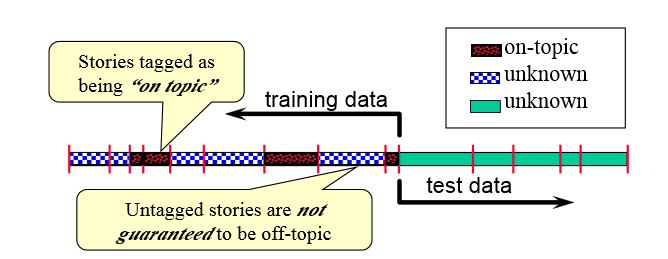 Stories tagged as
being “on topic”
on-topic
unknown
unknown
training data
test data
Untagged stories are not
guaranteed to be off-topic